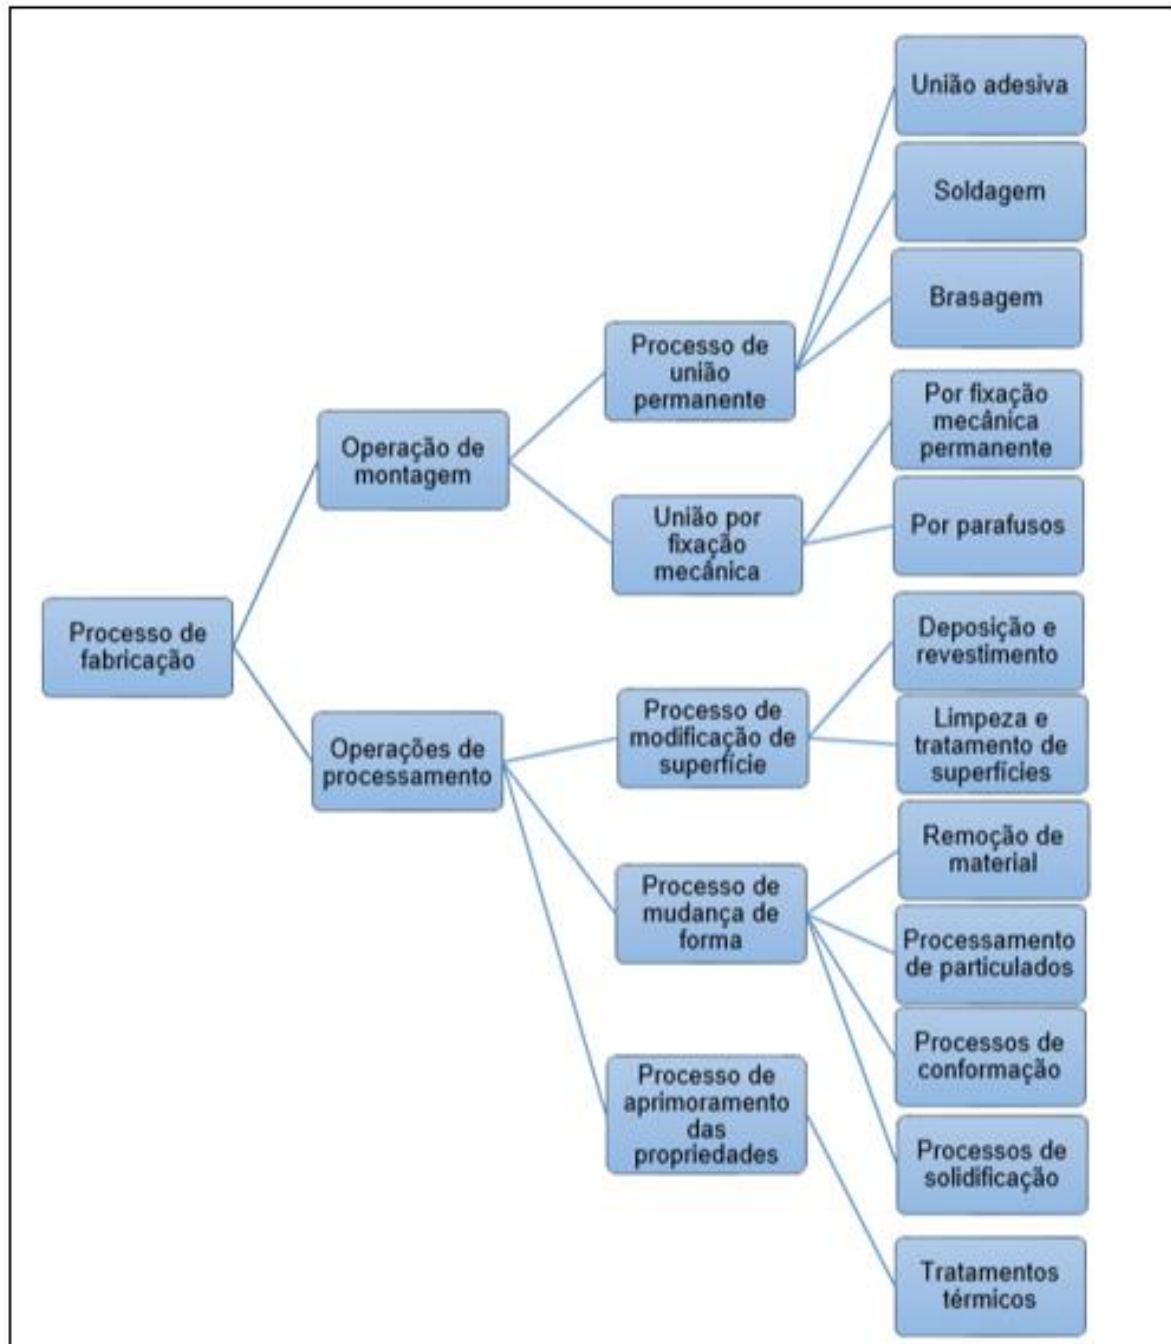 União adesiva
Soldagem
Brasagem
Processo de
união
permanente
Por fixação
mecânica
permanente
Operação de
montagem
União por
fixação
mecânica
Por parafusos
Processo de
fabricação
Deposição e
revestimento
Processo de
modificação de
superfície
Limpeza e
tratamento de
superfícies
Operações de
processamento
Remoção de
material
Processo de
mudança de
forma
Processamento
de particulados
Processos de
conformação
Processo de
aprimoramento
das
propriedades
Processos de
solidificação
Tratamentos
térmicos